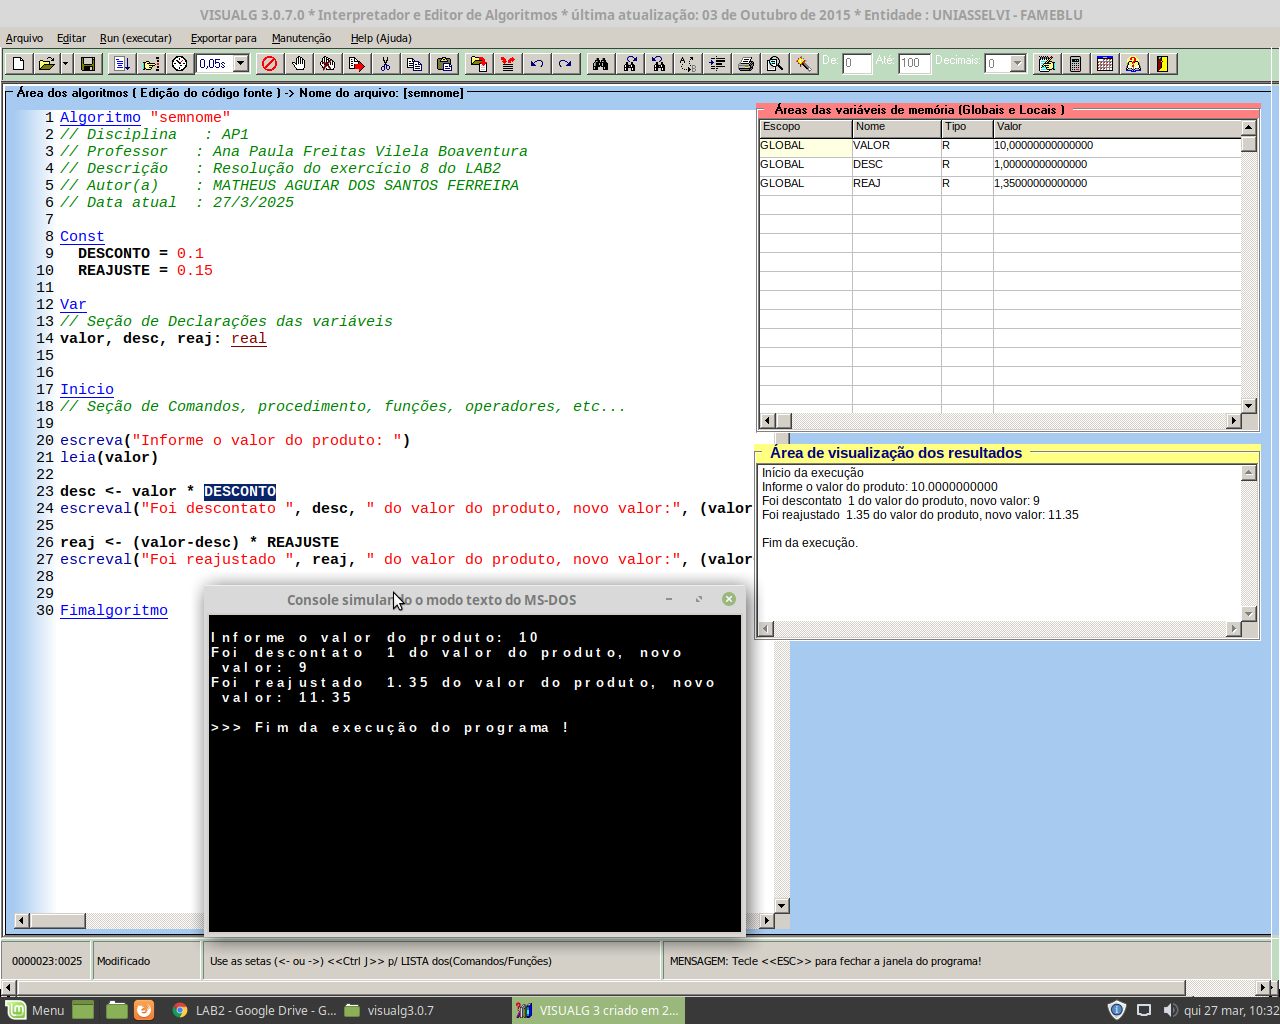 VISUALG 3.0.7.0 * Interpretador e Editor de Algoritmos * última atualização: 03 de Outubro de 2015 * Entidade : UNIASSELVI - FAMEBLU
Arquivo Editar Run (executar) Exportar para Manutenção Help (Ajuda)
0,05s De: 0 Até: 100 Decimais: 0
Área dos algoritmos ( Edição do código fonte ) -> Nome do arquivo: [semnome]
1 Algoritmo "semnome"
2 // Disciplina : AP1
3 // Professor : Ana Paula Freitas Vilela Boaventura
4 // Descrição : Resolução do exercício 8 do LAB2
5 // Autor(a) : MATHEUS AGUIAR DOS SANTOS FERREIRA
6 // Data atual : 27/3/2025
7
8 Const
9 DESCONTO = 0.1
10 REAJUSTE = 0.15
11
12 Var
13 // Seção de Declarações das variáveis
14 valor, desc, reaj: real
15
16
17 Inicio
18 // Seção de Comandos, procedimento, funções, operadores, etc...
19
20 escreva("Informe o valor do produto: ")
21 leia(valor)
22
23 desc <- valor * DESCONTO
24 escreval("Foi descontato ", desc, " do valor do produto, novo valor:", (valor
25
26 reaj <- (valor-desc) * REAJUSTE
27 escreval("Foi reajustado ", reaj, " do valor do produto, novo valor:", (valor
28
29
30 Fimalgoritmo
Áreas das variáveis de memória (Globais e Locais )
Escopo Nome Tipo Valor
GLOBAL VALOR R 10,00000000000000
GLOBAL DESC R 1,00000000000000
GLOBAL REAJ R 1,35000000000000
Área de visualização dos resultados
Início da execução
Informe o valor do produto: 10.0000000000
Foi descontato 1 do valor do produto, novo valor: 9
Foi reajustado 1.35 do valor do produto, novo valor: 11.35
Fim da execução.
Console simulando o modo texto do MS-DOS
Informe o valor do produto: 10
Foi descontato 1 do valor do produto, novo
valor: 9
Foi reajustado 1.35 do valor do produto, novo
valor: 11.35
>>> Fim da execução do programa !
0000023:0025 Modificado Use as setas (<- ou ->) <<Ctrl J>> p/ LISTA dos(Comandos/Funções) MENSAGEM: Tecle <<ESC>> para fechar a janela do programa!
Menu LAB2 - Google Drive - G... visualg3.0.7 VISUALG 3 criado em 2... qui 27 mar, 10:32